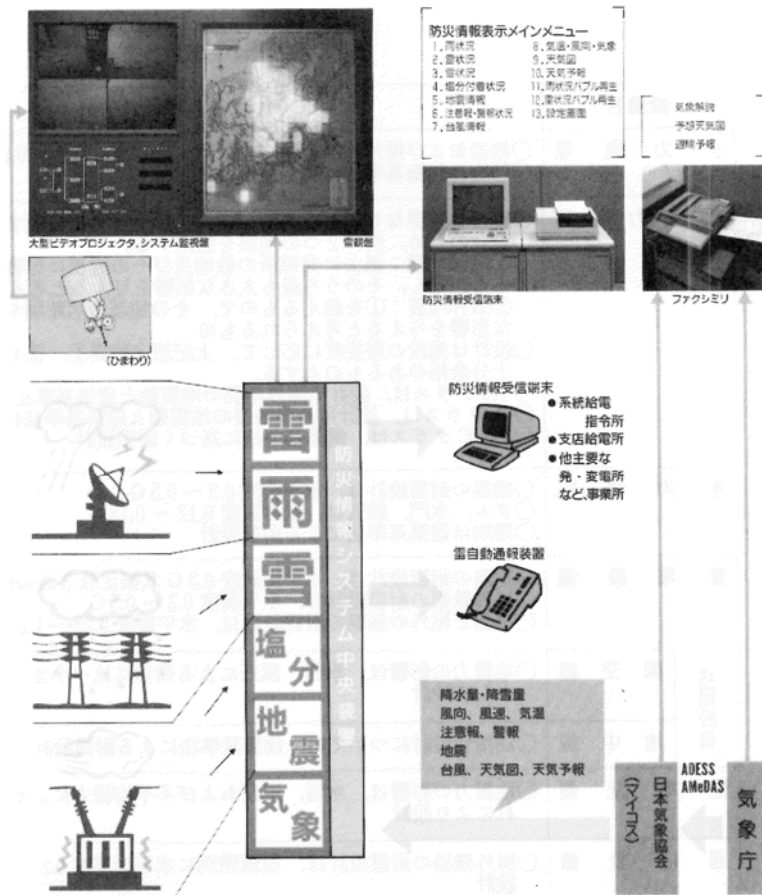 防災情報表示メインメニュー
1. 雨状況
2. 雷状況
3. 雪状況
4. 塩分付着状況
5. 地震情報
6. 注意報・警報状況
7. 台風情報
8. 気温・風向・気象
9. 天気図
10. 天気予報
11. 雨状況バブル再生
12. 雷状況バブル再生
13. 設定画面
気象解説
予想天気図
週間予報
大型ビデオプロジェクタ、システム監視盤
雷観盤
防災情報受信端末
ファクシミリ
(ひまわり)
雷
雨
雪
塩分
地震
気象
防災情報システム中央装
防災情報受信端末
●系統給電
指令所
●支店給電所
●他主要な
発・変電所
など、事業所
雷自動通報装置
降水量・降雪量
風向、風速、気温
注意報、警報
地震
台風、天気図、天気予報
日本気象協会
(マイコス)
ADESS
AMeDAS
気象庁